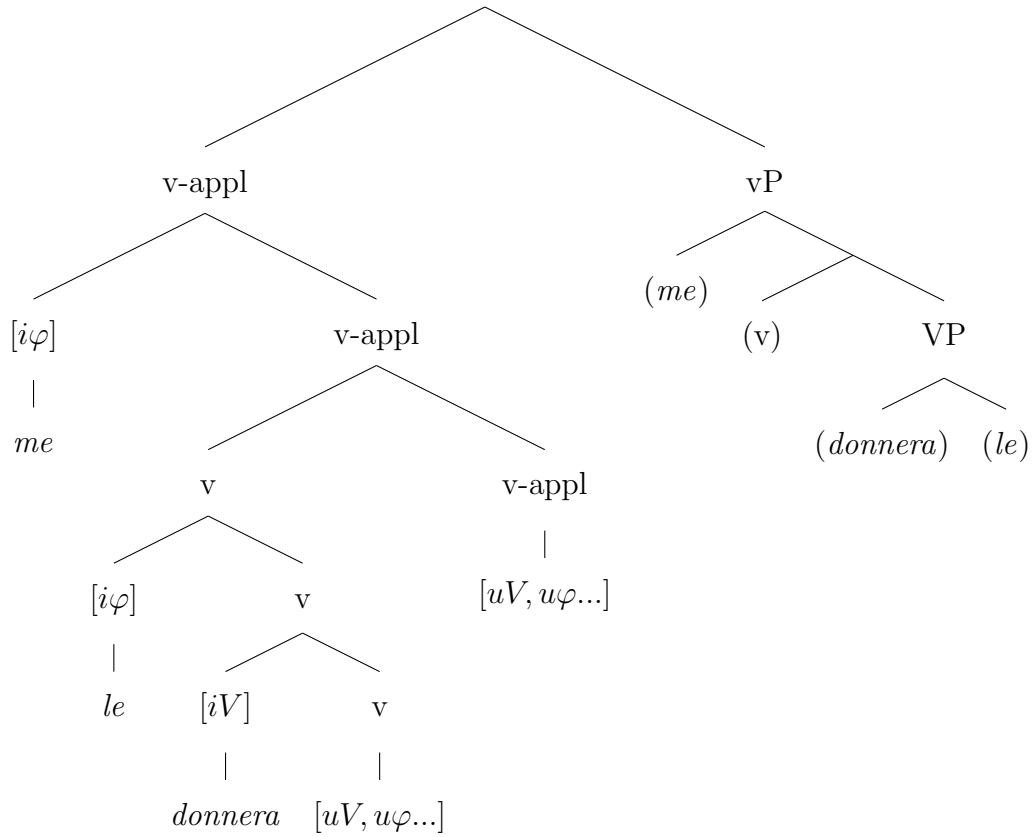 v-appl vP
[iφ] v-appl (me) (v) VP
me v v-appl (donnera) (le)
[iφ] v [uV, uφ...]
le [iV] v
donnera [uV, uφ...]